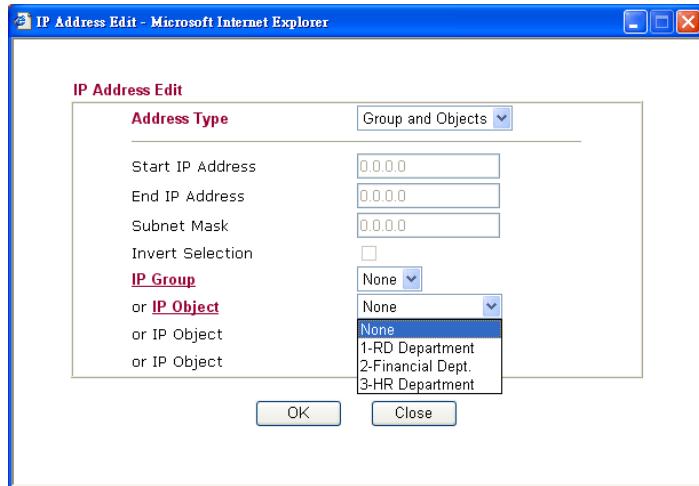 IP Address Edit - Microsoft Internet Explorer
IP Address Edit
Address Type Group and Objects
Start IP Address 0.0.0.0
End IP Address 0.0.0.0
Subnet Mask 0.0.0.0
Invert Selection
IP Group None
or IP Object None
None
or IP Object 1-RD Department
2-Financial Dept.
or IP Object 3-HR Department
OK Close